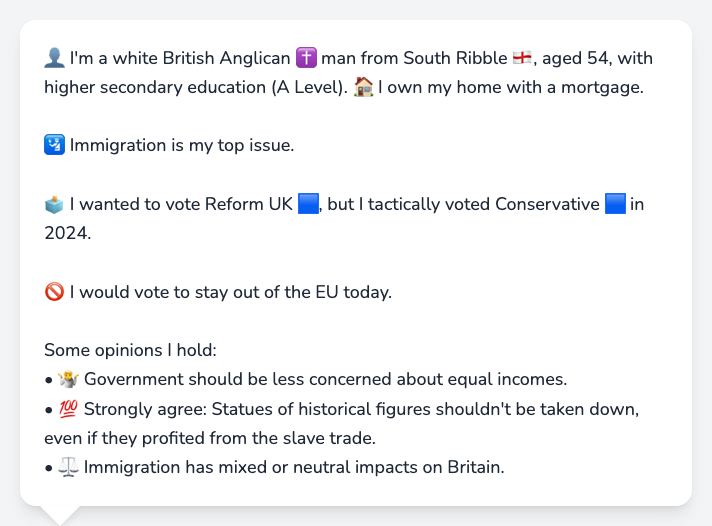 👤 I'm a white British Anglican ✝️ man from South Ribble 🏴󠁧󠁢󠁥󠁮󠁧󠁿, aged 54, with
higher secondary education (A Level). 🏠 I own my home with a mortgage.
🛂 Immigration is my top issue.
🗳️ I wanted to vote Reform UK 🟦, but I tactically voted Conservative 🟦 in
2024.
🚫 I would vote to stay out of the EU today.
Some opinions I hold:
• 🤷 Government should be less concerned about equal incomes.
• 💯 Strongly agree: Statues of historical figures shouldn't be taken down,
even if they profited from the slave trade.
• ⚖️ Immigration has mixed or neutral impacts on Britain.